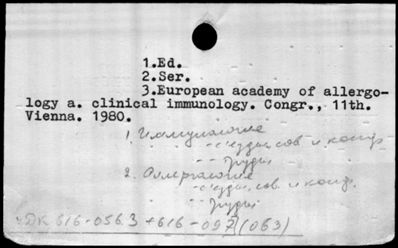 1.Ed.
2.Ser.
3.European academy of allergo-
logy a. clinical immunology. Congr., 11th.
Vienna. 1980.
1. Иммунология
- съезды, сов. и конф.
- - Труды
2. Аллергология
- съезды, сов. и конф.
- - Труды
УДК 616-056.3 + 616-097 (063)